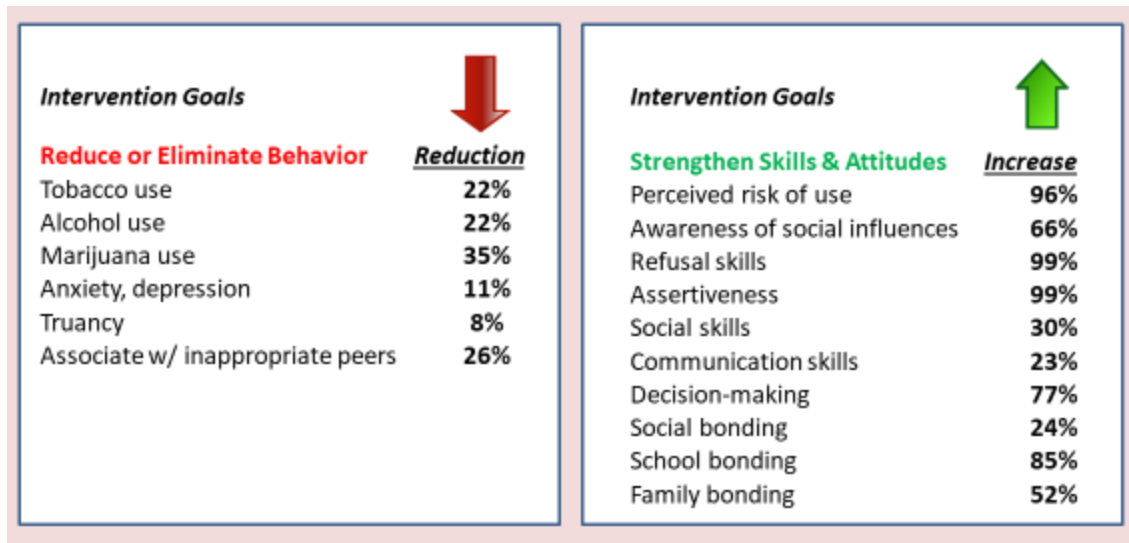 Intervention Goals
Reduce or Eliminate Behavior Reduction
Tobacco use 22%
Alcohol use 22%
Marijuana use 35%
Anxiety, depression 11%
Truancy 8%
Associate w/ inappropriate peers 26%
Intervention Goals
Strengthen Skills & Attitudes Increase
Perceived risk of use 96%
Awareness of social influences 66%
Refusal skills 99%
Assertiveness 99%
Social skills 30%
Communication skills 23%
Decision-making 77%
Social bonding 24%
School bonding 85%
Family bonding 52%